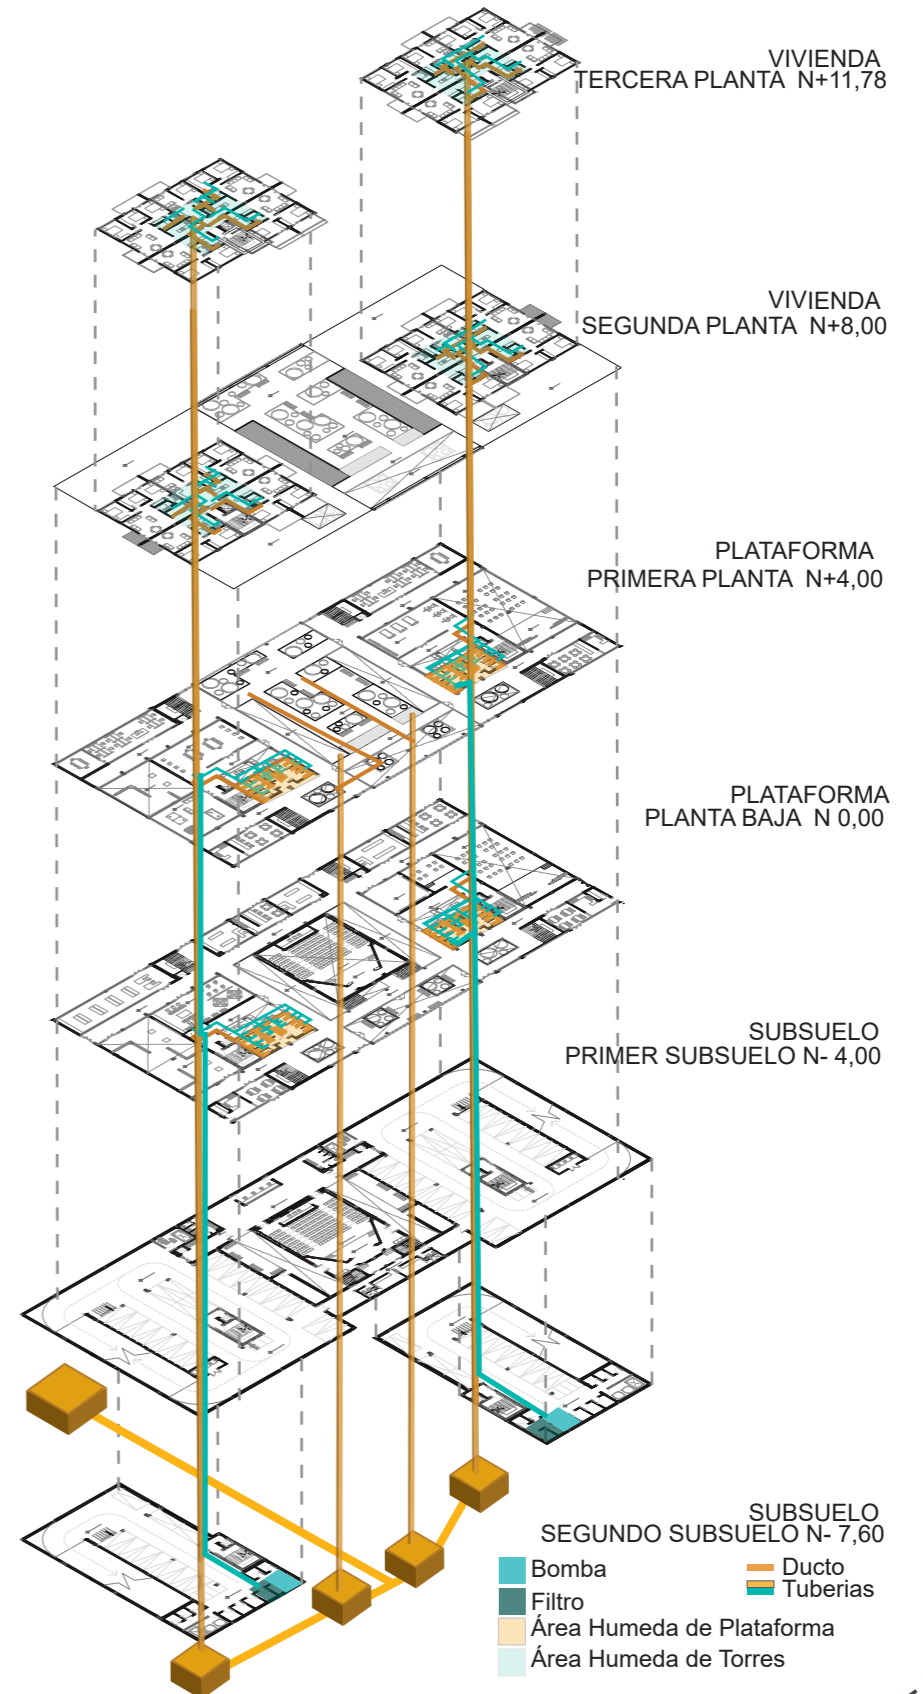 VIVIENDA
TERCERA PLANTA N+11,78
VIVIENDA
SEGUNDA PLANTA N+8,00
PLATAFORMA
PRIMERA PLANTA N+4,00
PLATAFORMA
PLANTA BAJA N 0,00
SUBSUELO
PRIMER SUBSUELO N- 4,00
SUBSUELO
SEGUNDO SUBSUELO N- 7,60
Bomba
Filtro
Área Humeda de Plataforma
Área Humeda de Torres
Ducto
Tuberias